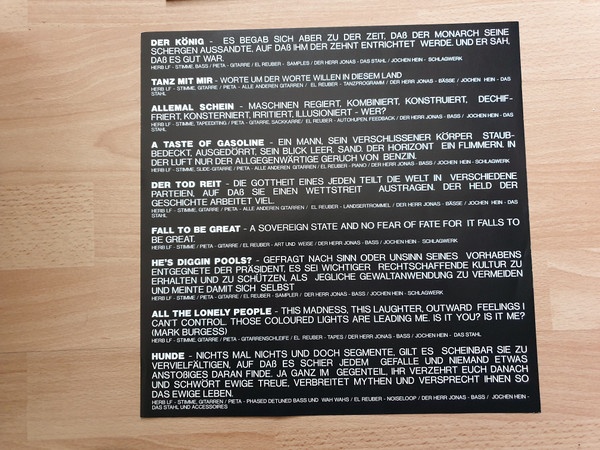 DER KÖNIG - ES BEGAB SICH ABER ZU DER ZEIT, DAß DER MONARCH SEINE
SCHERGEN AUSSANDTE, AUF DAß IHM DER ZEHNT ENTRICHTET WERDE. UND ER SAH,
DAß ES GUT WAR.
HERB LF - STIMME, BASS / PIETA - GITARRE / EL REUBER - SAMPLES / DER HERR JONAS - DAS STAHL / JOCHEN HEIN - SCHLAGWERK
TANZ MIT MIR - WORTE UM DER WORTE WILLEN IN DIESEM LAND
HERB LF - STIMME, GITARRE / PIETA - ALLE ANDEREN GITARREN / EL REUBER - TANZPROGRAMM / DER HERR JONAS - BÄSSE / JOCHEN HEIN - DAS
STAHL
ALLEMAL SCHEIN - MASCHINEN REGIERT, KOMBINIERT, KONSTRUIERT, DECHIF-
FRIERT, KONSTERNIERT, IRRITIERT, ILLUSIONIERT - WER?
HERB LF - STIMME, TAPEEDITING / PIETA - GITARRE, SACKKARRE / EL REUBER - AUTOHUPEN, FEEDBACK / DER HERR JONAS - BASS / JOCHEN HEIN - DAS
STAHL
A TASTE OF GASOLINE - EIN MANN, SEIN VERSCHLISSENER KÖRPER STAUB-
BEDECKT, AUSGEDÖRRT, SEIN BLICK LEER. SAND. DER HORIZONT EIN FLIMMERN. IN
DER LUFT NUR DER ALLGEGENWÄRTIGE GERUCH VON BENZIN.
HERB LF - STIMME, SLIDE-GITARRE / PIETA - ALLE ANDEREN GITARREN / EL REUBER - PIANO / DER HERR JONAS - BASS / JOCHEN HEIN - SCHLAGWERK
DER TOD REIT - DIE GOTTHEIT EINES JEDEN TEILT DIE WELT IN VERSCHIEDENE
PARTEIEN, AUF DAß SIE EINEN WETTSTREIT AUSTRAGEN. DER HELD DER
GESCHICHTE ARBEITET VIEL.
HERB LF - STIMME, GITARRE / PIETA - ALLE ANDEREN GITARREN / EL REUBER - LANDSERTROMMEL / DER HERR JONAS - BÄSSE / JOCHEN HEIN - DAS
STAHL
FALL TO BE GREAT - A SOVEREIGN STATE AND NO FEAR OF FATE FOR IT FALLS TO
BE GREAT.
HERB LF - STIMME / PIETA - GITARRE / EL REUBER - ART UND WEISE / DER HERR JONAS - BASS / JOCHEN HEIN - SCHLAGWERK
HE'S DIGGIN POOLS? - GEFRAGT NACH SINN ODER UNSINN SEINES VORHABENS
ENTGEGNETE DER PRÄSIDENT, ES SEI WICHTIGER RECHTSCHAFFENDE KULTUR ZU
ERHALTEN UND ZU SCHÜTZEN, ALS JEGLICHE GEWALTANWENDUNG ZU VERMEIDEN
UND MEINTE DAMIT SICH SELBST
HERB LF - STIMME / PIETA - GITARREN / EL REUBER - SAMPLER / DER HERR JONAS - BASS / JOCHEN HEIN - SCHLAGWERK
ALL THE LONELY PEOPLE - THIS MADNESS, THIS LAUGHTER, OUTWARD FEELINGS I
CAN'T CONTROL. THOSE COLOURED LIGHTS ARE LEADING ME. IS IT YOU? IS IT ME?
(MARK BURGESS)
HERB LF - STIMME, GITARRE / PIETA - GITARRENSCHLEIFE / EL REUBER - TAPES / DER HERR JONAS - BASS / JOCHEN HEIN - DAS STAHL
HUNDE - NICHTS MAL NICHTS UND DOCH SEGMENTE, GILT ES SCHEINBAR SIE ZU
VERVIELFÄLTIGEN, AUF DAß ES SCHIER JEDEM GEFALLE UND NIEMAND ETWAS
ANSTÖßIGES DARAN FINDE. JA GANZ IM GEGENTEIL, IHR VERZEHRT EUCH DANACH
UND SCHWÖRT EWIGE TREUE, VERBREITET MYTHEN UND VERSPRECHT IHNEN SO
DAS EWIGE LEBEN.
HERB LF - STIMME, GITARREN / PIETA - PHASED DETUNED BASS UND WAH WAHS / EL REUBER - NOISELOOP / DER HERR JONAS - BASS / JOCHEN HEIN -
DAS STAHL UND ACCESSOIRES